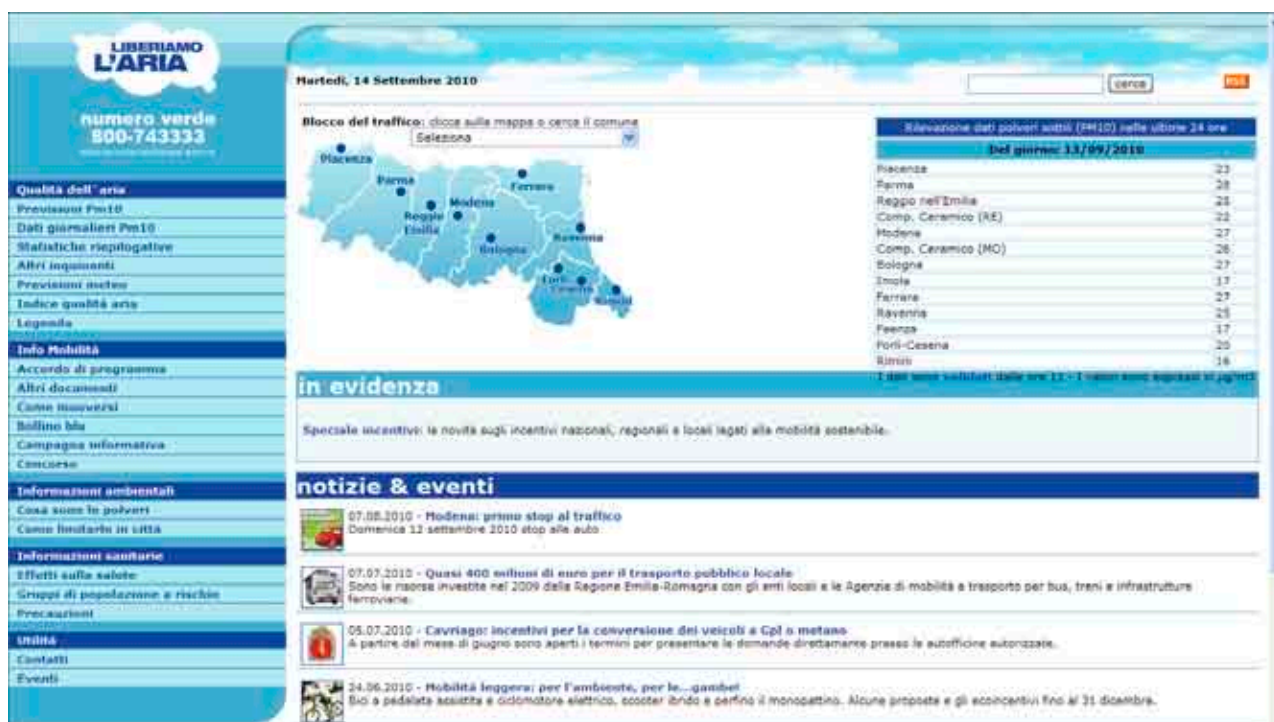 LIBERIAMO
L'ARIA
numero verde
800-743333
Martedì, 14 Settembre 2010
cerca
RSS
Blocco del traffico: clicca sulla mappa o cerca il comune
Seleziona
Piacenza
Parma
Reggio
Emilia
Modena
Ferrara
Bologna
Ravenna
Forlì
Cesena
Rimini
Rilevazione dati polveri sottili (PM10) nelle ultime 24 ore
Del giorno: 13/09/2010
Piacenza 23
Parma 28
Reggio nell'Emilia 25
Comp. Ceramico (RE) 22
Modena 27
Comp. Ceramico (MO) 26
Bologna 27
Imola 17
Ferrara 27
Ravenna 25
Faenza 17
Forlì-Cesena 20
Rimini 16
I dati sono validati dalle ore 11 - I valori sono espressi in µg/m3
Qualità dell'aria
Previsioni Pm10
Dati giornalieri Pm10
Statistiche riepilogative
Altri inquinanti
Previsioni meteo
Indice qualità aria
Legenda
Info Mobilità
Accordo di programma
Altri documenti
Come muoversi
Bollino blu
Campagna informativa
Concorso
Informazioni ambientali
Cosa sono le polveri
Come limitarle in città
Informazioni sanitarie
Effetti sulla salute
Gruppi di popolazione a rischio
Precauzioni
Utilità
Contatti
Eventi
in evidenza
Speciale incentivi: le novità sugli incentivi nazionali, regionali e locali legati alla mobilità sostenibile.
notizie & eventi
07.08.2010 - Modena: primo stop al traffico
Domenica 12 settembre 2010 stop alle auto
07.07.2010 - Quasi 400 milioni di euro per il trasporto pubblico locale
Sono le risorse investite nel 2009 dalla Regione Emilia-Romagna con gli enti locali e le Agenzie di mobilità e trasporto per bus, treni e infrastrutture
ferroviarie.
05.07.2010 - Cavriago: incentivi per la conversione dei veicoli a Gpl o metano
A partire dal mese di giugno sono aperti i termini per presentare le domande direttamente presso le autofficine autorizzate.
24.06.2010 - Mobilità leggera: per l'ambiente, per le...gambe!
Bici a pedalata assistita e ciclomotore elettrico, scooter ibrido e perfino il monopattino. Alcune proposte e gli ecoincentivi fino al 31 dicembre.